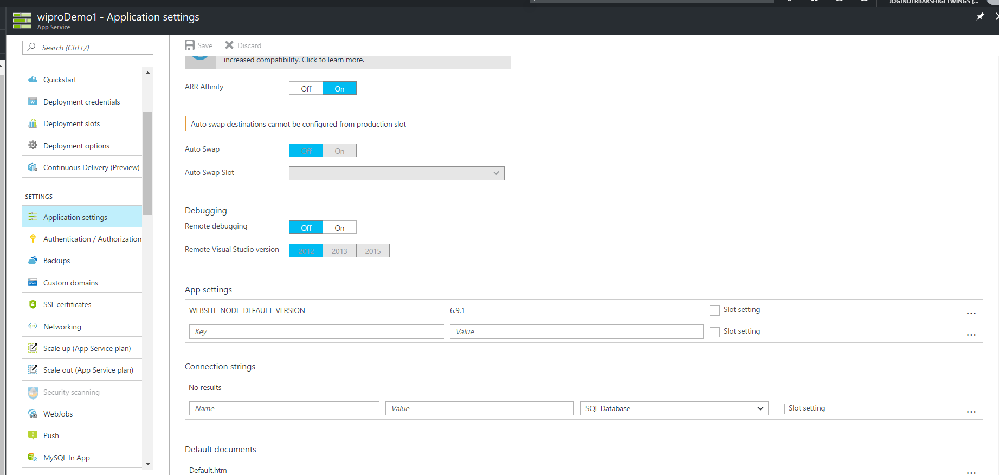 JOGINDERBAKSHIGETWINGS (...
wiproDemo1 - Application settings
App Service
Search (Ctrl+/)
Quickstart
Deployment credentials
Deployment slots
Deployment options
Continuous Delivery (Preview)
SETTINGS
Application settings
Authentication / Authorization
Backups
Custom domains
SSL certificates
Networking
Scale up (App Service plan)
Scale out (App Service plan)
Security scanning
WebJobs
Push
MySQL In App
Save Discard
increased compatibility. Click to learn more.
ARR Affinity Off On
Auto swap destinations cannot be configured from production slot
Auto Swap Off On
Auto Swap Slot
Debugging
Remote debugging Off On
Remote Visual Studio version 2012 2013 2015
App settings
WEBSITE_NODE_DEFAULT_VERSION 6.9.1 Slot setting ...
Key Value Slot setting ...
Connection strings
No results
Name Value SQL Database Slot setting ...
Default documents
Default.htm ...